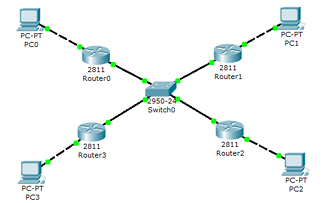 PC-PT
PC0
PC-PT
PC1
2811
Router0
2811
Router1
2950-24
Switch0
2811
Router3
2811
Router2
PC-PT
PC3
PC-PT
PC2